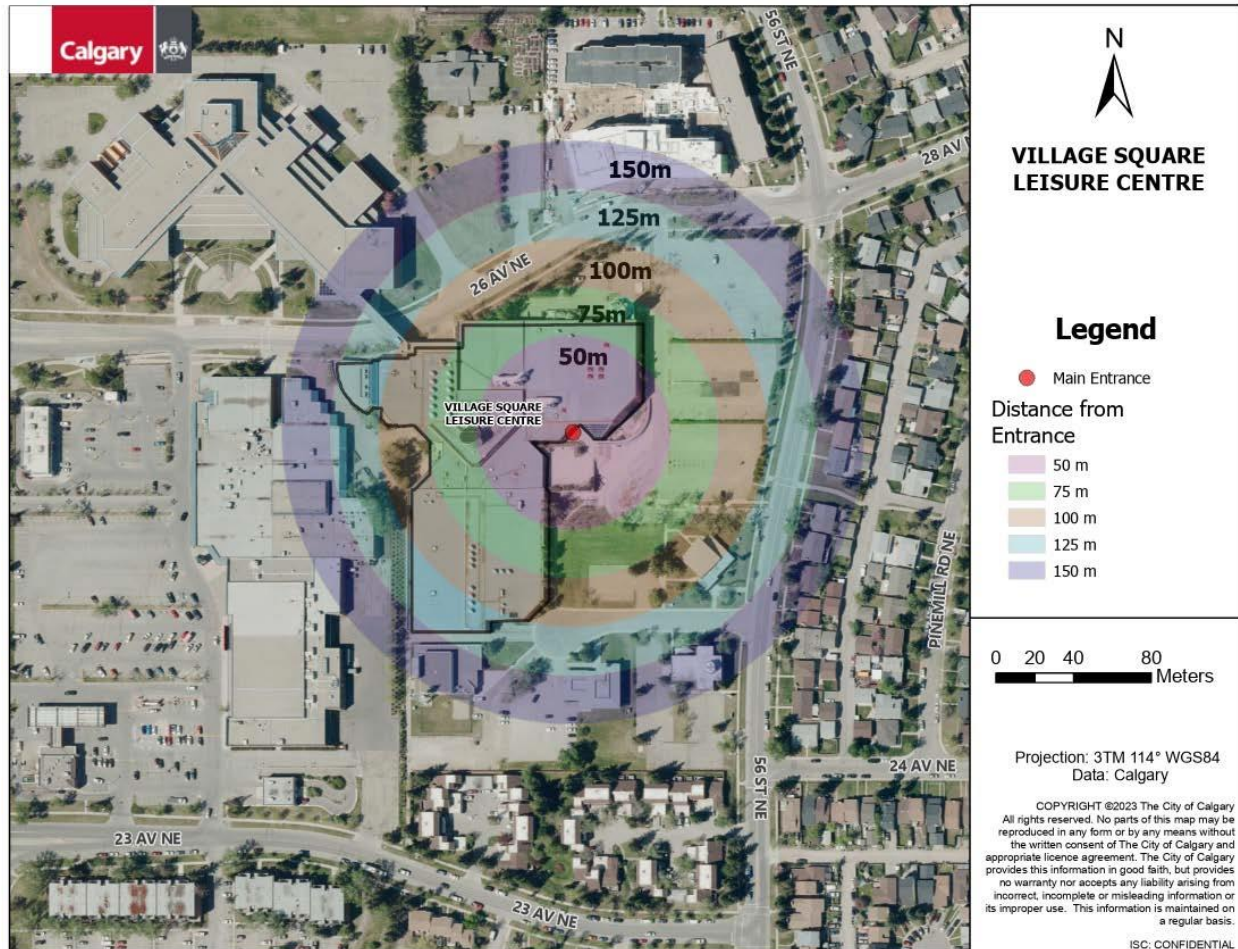 Calgary
56 ST NE
28 AV N
150m
125m
26 AV NE
100m
75m
50m
VILLAGE SQUARE
LEISURE CENTRE
PINEMILL RD NE
24 AV NE
56 ST NE
23 AV NE
23 AV NE
N
VILLAGE SQUARE
LEISURE CENTRE
Legend
Main Entrance
Distance from
Entrance
50 m
75 m
100 m
125 m
150 m
0 20 40 80
Meters
Projection: 3TM 114° WGS84
Data: Calgary
COPYRIGHT ©2023 The City of Calgary
All rights reserved. No parts of this map may be
reproduced in any form or by any means without
the written consent of The City of Calgary and
appropriate licence agreement. The City of Calgary
provides this information in good faith, but provides
no warranty nor accepts any liability arising from
incorrect, incomplete or misleading information or
its improper use. This information is maintained on
a regular basis.
ISC: CONFIDENTIAL